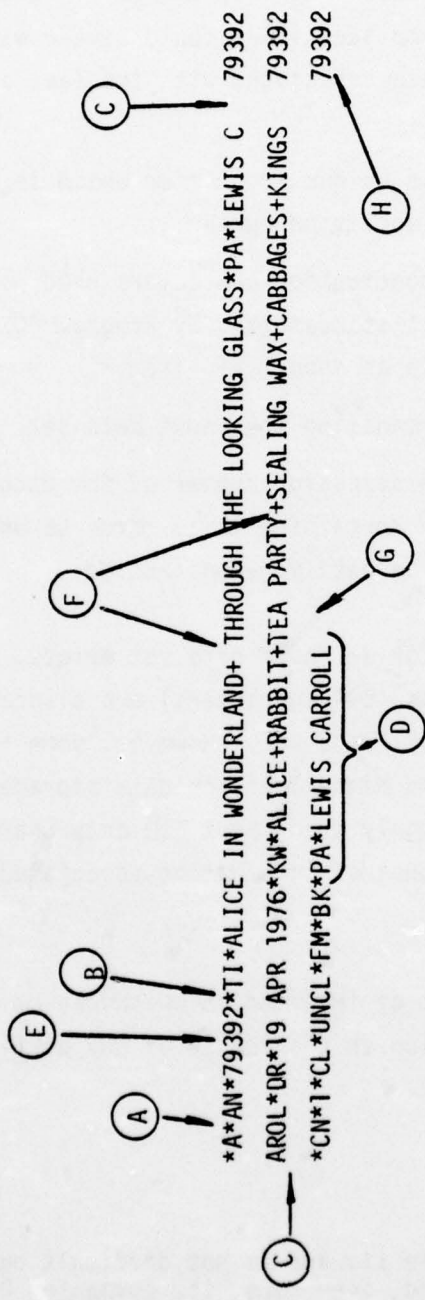 A
E
B
F
C
*A*AN*79392*TI*ALICE IN WONDERLAND+ THROUGH THE LOOKING GLASS*PA*LEWIS C 79392
C AROL*DR*19 APR 1976*KW*ALICE+RABBIT+TEA PARTY+SEALING WAX+CABBAGES+KINGS 79392
*CN*1*CL*UNCL*FM*BK*PA*LEWIS CARROLL 79392
D
G
H